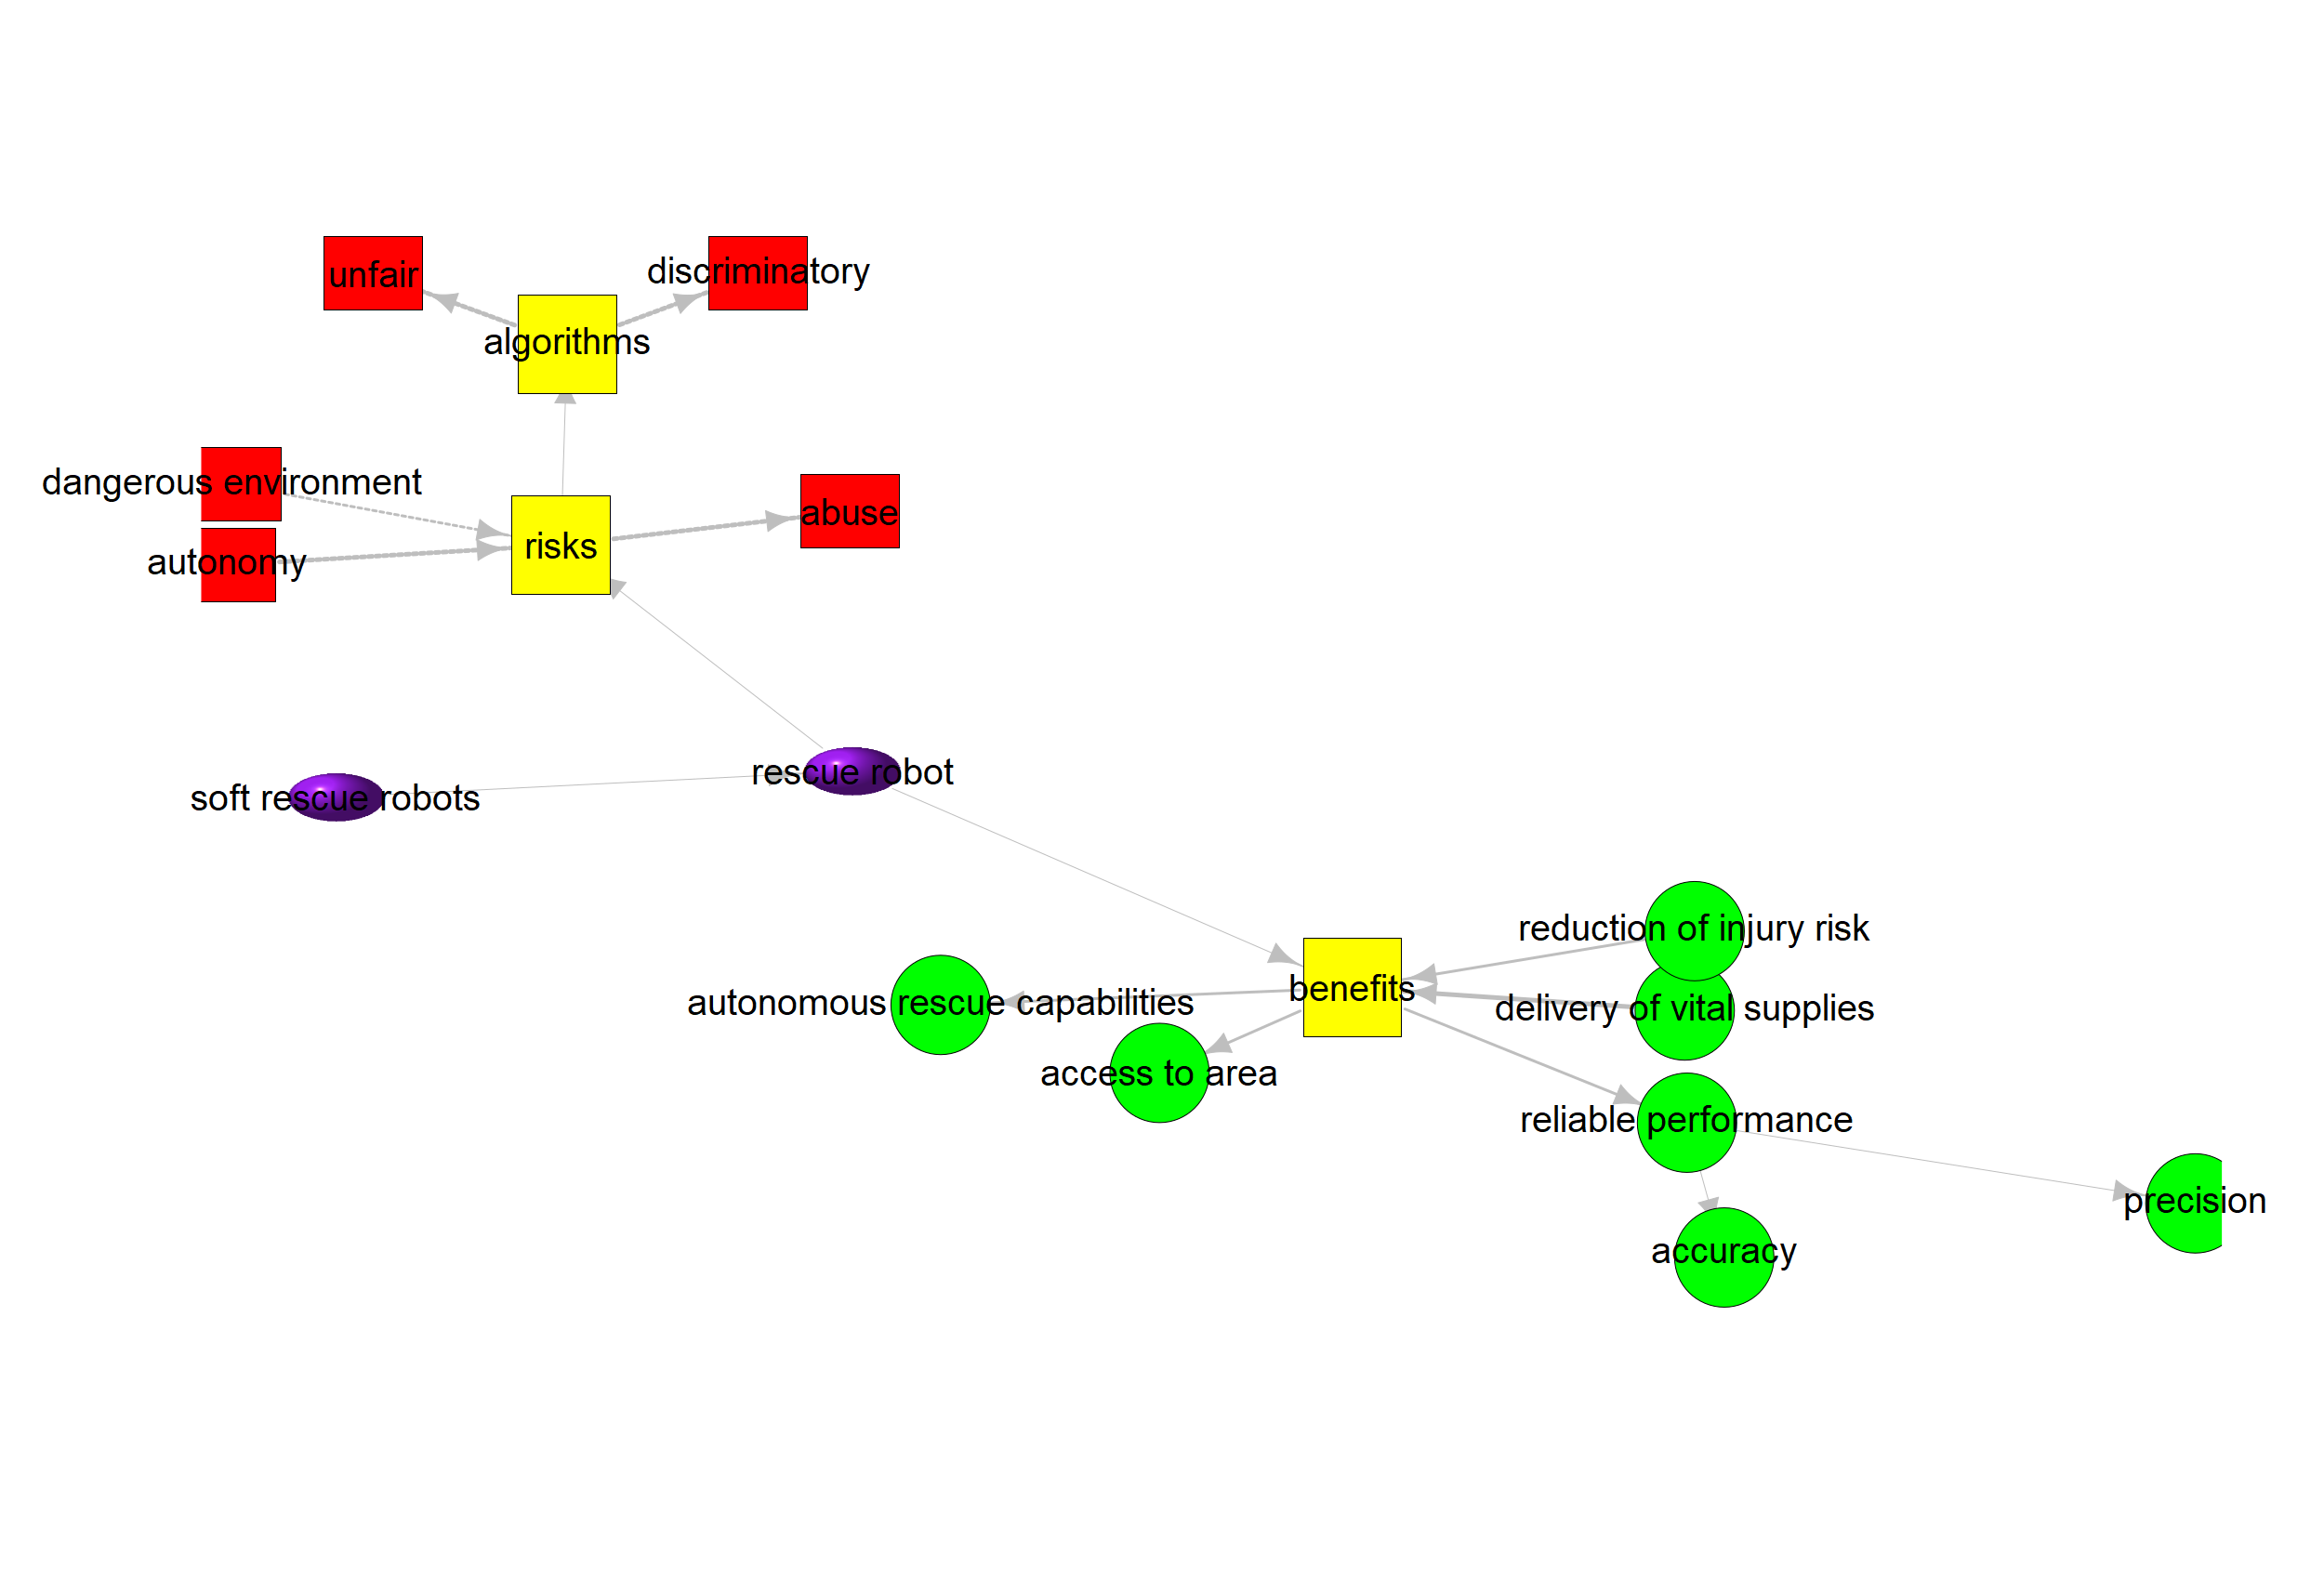 unfair
discriminatory
algorithms
dangerous environment
abuse
risks
autonomy
rescue robot
soft rescue robots
reduction of injury risk
benefits
autonomous rescue capabilities
delivery of vital supplies
access to area
reliable performance
precision
accuracy